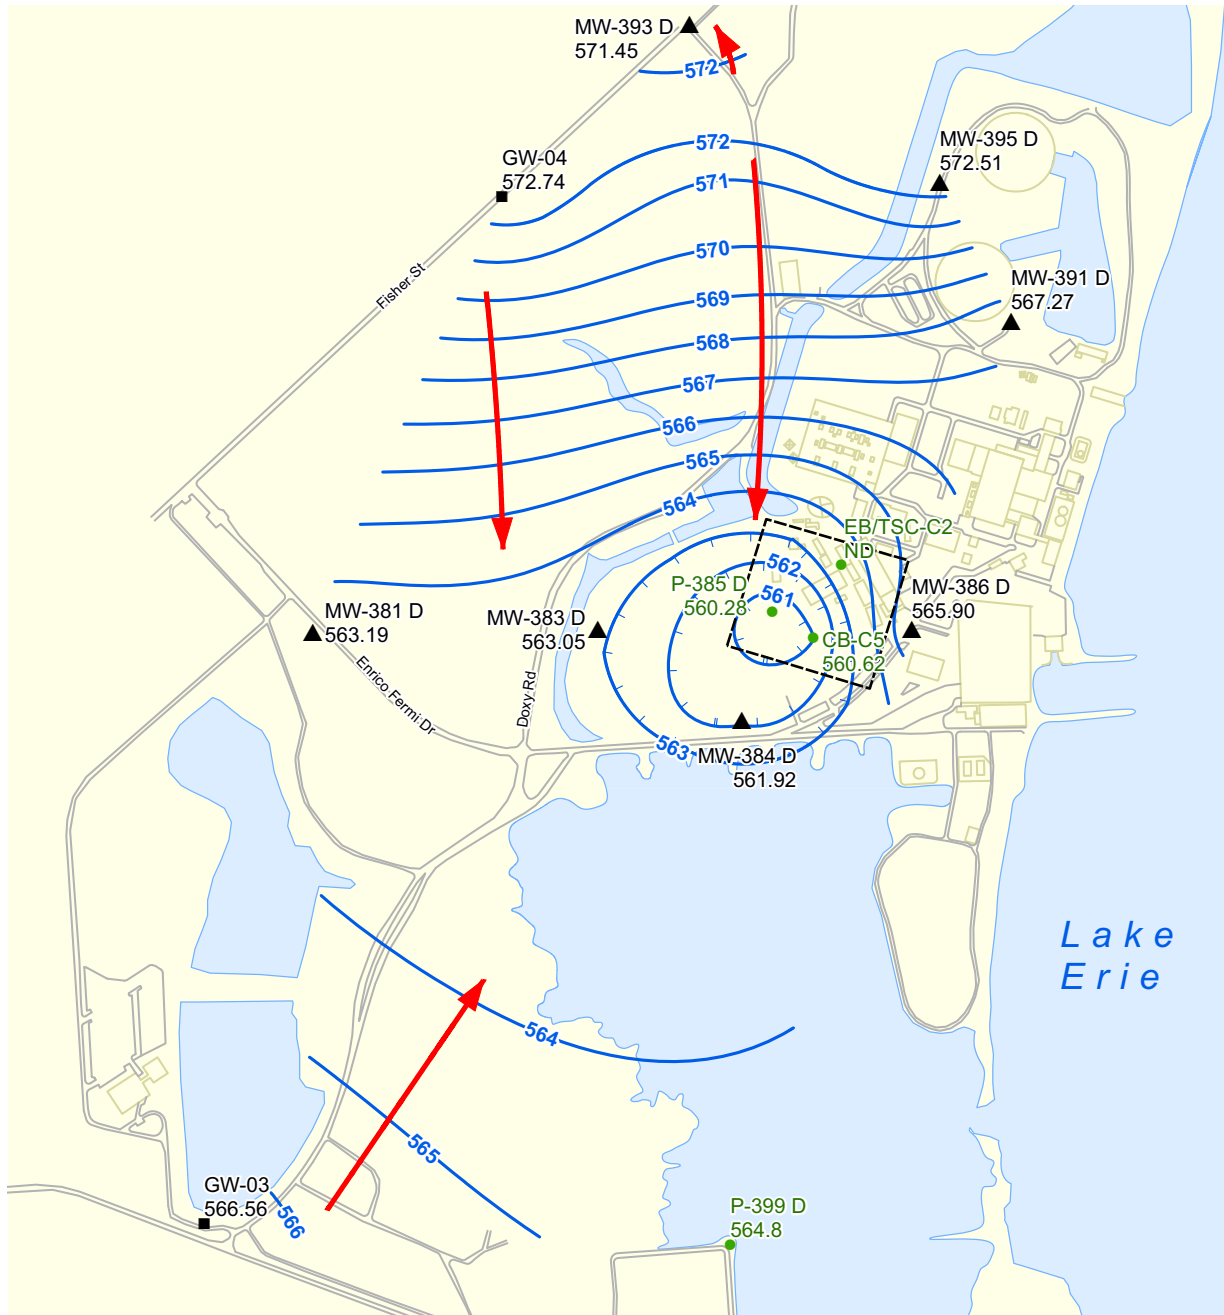 MW-393 D
571.45
572
572
GW-04
572.74
MW-395 D
572.51
571
570
Fisher St
569
MW-391 D
567.27
568
567
566
565
564
EB/TSC-C2
ND
562
561
P-385 D
560.28
MW-386 D
565.90
MW-381 D
563.19
MW-383 D
563.05
CB-C5
560.62
Enrico Fermi Dr
Doxy Rd
563
MW-384 D
561.92
Lake
Erie
564
565
GW-03
566.56
566
P-399 D
564.8